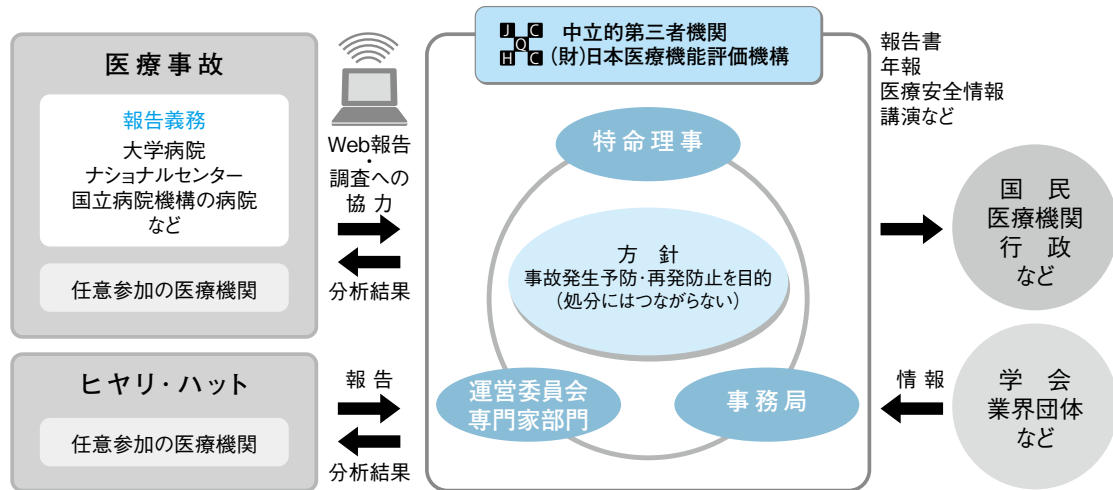 医療事故
報告義務
大学病院
ナショナルセンター
国立病院機構の病院
など
任意参加の医療機関
ヒヤリ・ハット
任意参加の医療機関
Web報告
・
調査への
協力
分析結果
報告
分析結果
J C
Q
H C
中立的第三者機関
(財)日本医療機能評価機構
特命理事
方針
事故発生予防・再発防止を目的
(処分にはつながらない)
運営委員会
専門家部門
事務局
報告書
年報
医療安全情報
講演など
国民
医療機関
行政
など
情報
学会
業界団体
など